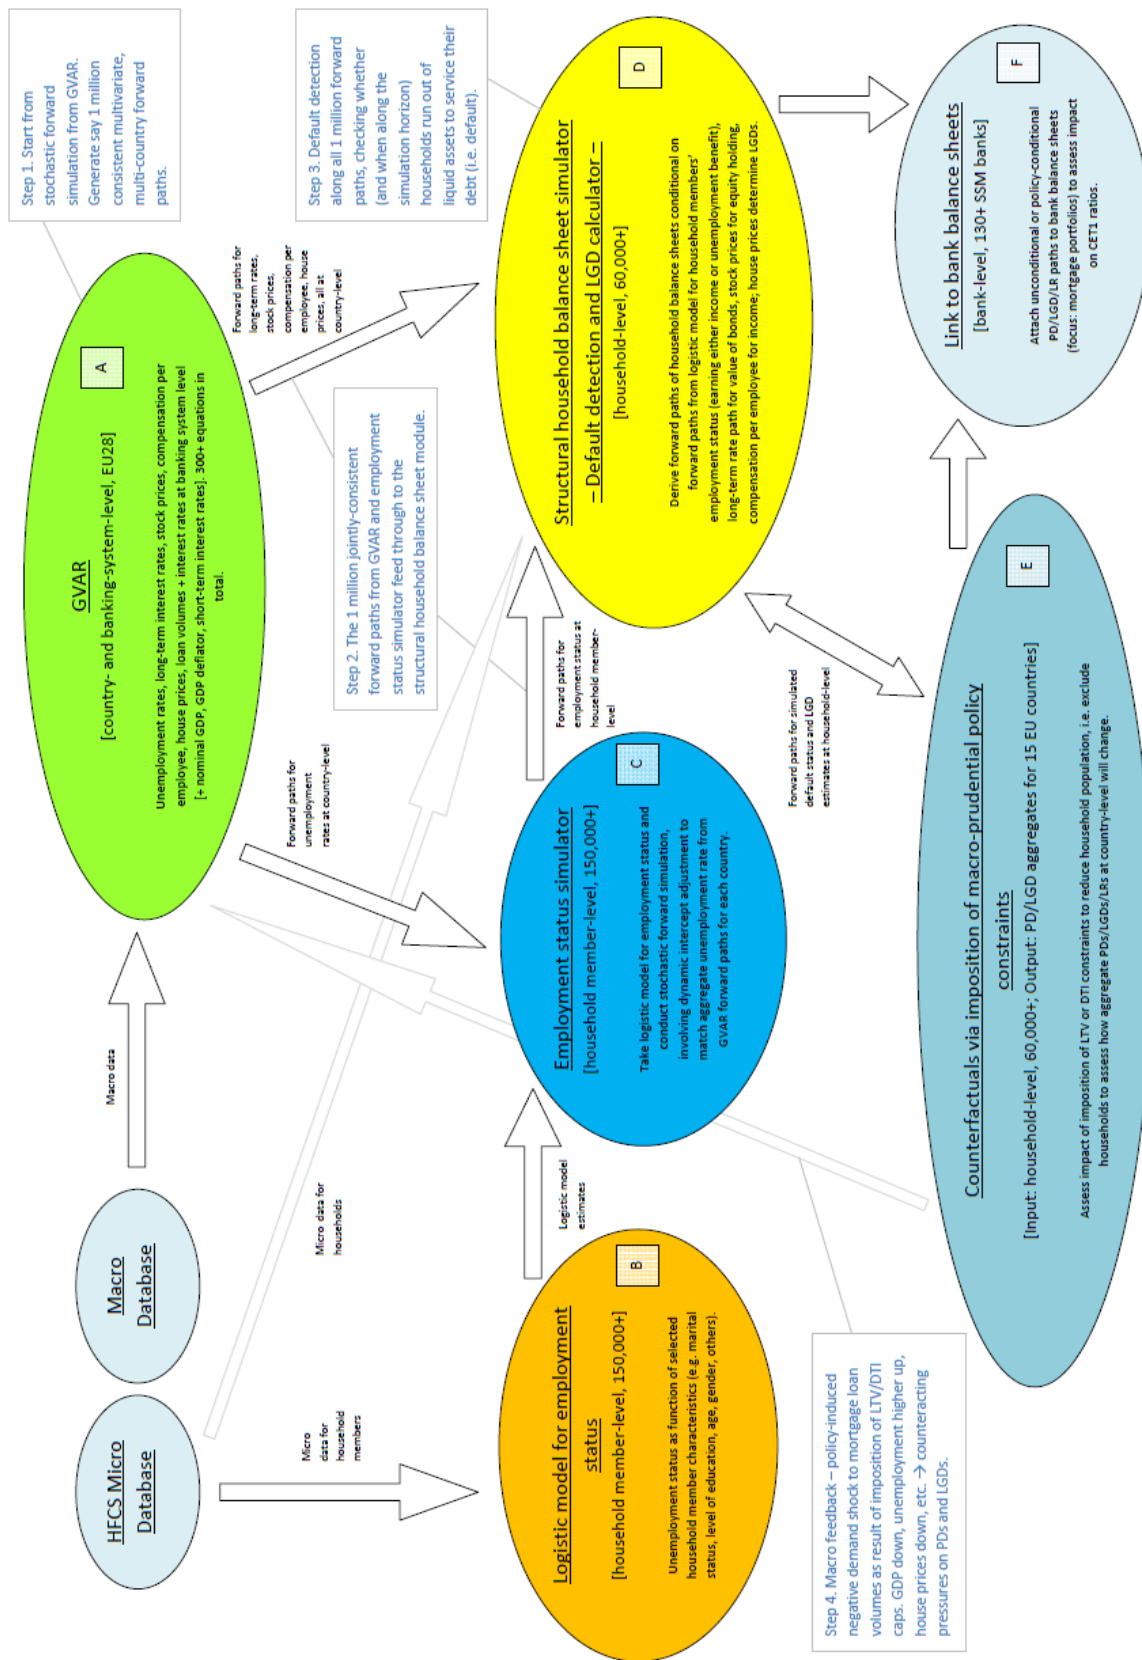 HFCS Micro
Database
Macro
Database
Macro data
GVAR
[country- and banking-system-level, EU28]
A
Unemployment rates, long-term interest rates, stock prices, compensation per
employee, house prices, loan volumes + interest rates at banking system level
[+ nominal GDP, GDP deflator, short-term interest rates]. 300+ equations in
total.
Step 1. Start from
stochastic forward
simulation from GVAR.
Generate say 1 million
consistent multivariate,
multi-country forward
paths.
Micro
data for
household
members
Micro data for
households
Forward paths for
unemployment
rates at country-level
Step 2. The 1 million jointly-consistent
forward paths from GVAR and employment
status simulator feed through to the
structural household balance sheet module.
Forward paths for
long-term rates,
stock prices,
compensation per
employee, house
prices, all at
country-level
Step 3. Default detection
along all 1 million forward
paths, checking whether
(and when along the
simulation horizon)
households run out of
liquid assets to service their
debt (i.e. default).
Logistic model for employment
status
[household member-level, 150,000+]
B
Unemployment status as function of selected
household member characteristics (e.g. marital
status, level of education, age, gender, others).
Logistic model
estimates
Employment status simulator
[household member-level, 150,000+]
C
Take logistic model for employment status and
conduct stochastic forward simulation,
involving dynamic intercept adjustment to
match aggregate unemployment rate from
GVAR forward paths for each country.
Forward paths for
employment status at
household member-
level
Structural household balance sheet simulator
– Default detection and LGD calculator –
[household-level, 60,000+]
D
Derive forward paths of household balance sheets conditional on
forward paths from logistic model for household members'
employment status (earning either income or unemployment benefit),
long-term rate path for value of bonds, stock prices for equity holding,
compensation per employee for income; house prices determine LGDs.
Step 4. Macro feedback – policy-induced
negative demand shock to mortgage loan
volumes as result of imposition of LTV/DTI
caps. GDP down, unemployment higher up,
house prices down, etc. → counteracting
pressures on PDs and LGDs.
Forward paths for simulated
default status and LGD
estimates at household-level
Counterfactuals via imposition of macro-prudential policy
constraints
[Input: household-level, 60,000+; Output: PD/LGD aggregates for 15 EU countries]
E
Assess impact of imposition of LTV or DTI constraints to reduce household population, i.e. exclude
households to assess how aggregate PDs/LGDs/LRs at country-level will change.
Link to bank balance sheets
[bank-level, 130+ SSM banks]
F
Attach unconditional or policy-conditional
PD/LGD/LR paths to bank balance sheets
(focus: mortgage portfolios) to assess impact
on CET1 ratios.